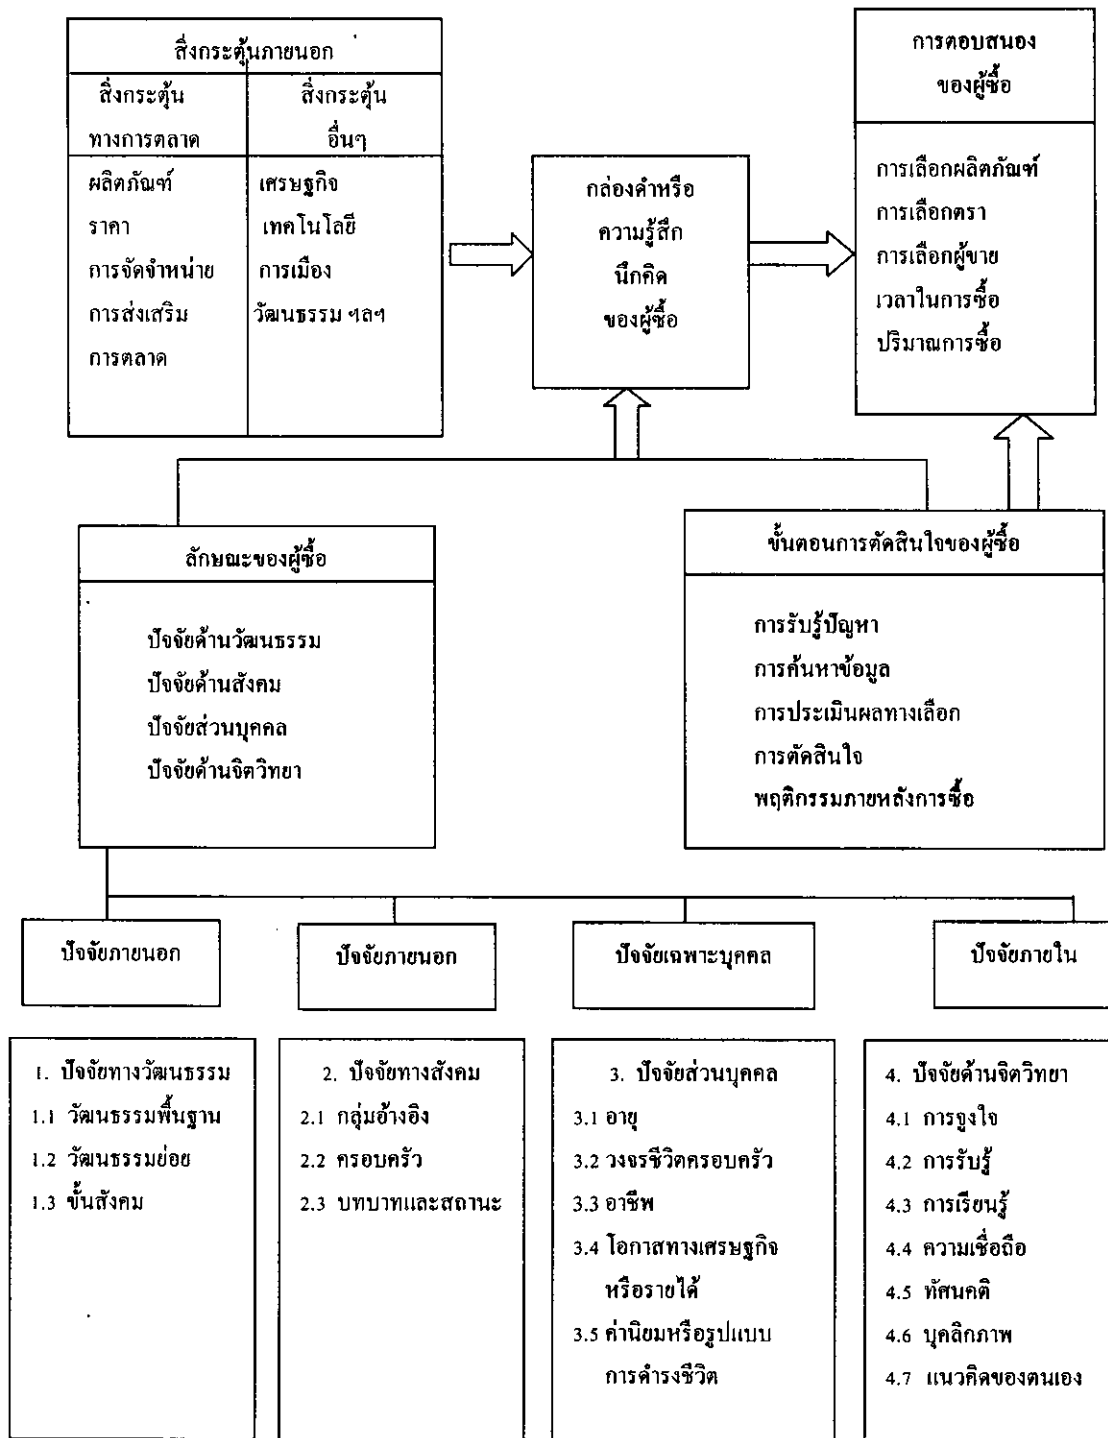 สิ่งกระตุ้นภายนอก
สิ่งกระตุ้น
ทางการตลาด
สิ่งกระตุ้น
อื่นๆ
ผลิตภัณฑ์
ราคา
การจัดจำหน่าย
การส่งเสริม
การตลาด
เศรษฐกิจ
เทคโนโลยี
การเมือง
วัฒนธรรม ฯลฯ
กล่องดำหรือ
ความรู้สึก
นึกคิด
ของผู้ซื้อ
การตอบสนอง
ของผู้ซื้อ
การเลือกผลิตภัณฑ์
การเลือกตรา
การเลือกผู้ขาย
เวลาในการซื้อ
ปริมาณการซื้อ
ลักษณะของผู้ซื้อ
ปัจจัยด้านวัฒนธรรม
ปัจจัยด้านสังคม
ปัจจัยส่วนบุคคล
ปัจจัยด้านจิตวิทยา
ขั้นตอนการตัดสินใจของผู้ซื้อ
การรับรู้ปัญหา
การค้นหาข้อมูล
การประเมินผลทางเลือก
การตัดสินใจ
พฤติกรรมภายหลังการซื้อ
ปัจจัยภายนอก
ปัจจัยภายนอก
ปัจจัยเฉพาะบุคคล
ปัจจัยภายใน
1. ปัจจัยทางวัฒนธรรม
1.1 วัฒนธรรมพื้นฐาน
1.2 วัฒนธรรมย่อย
1.3 ขั้นสังคม
2. ปัจจัยทางสังคม
2.1 กลุ่มอ้างอิง
2.2 ครอบครัว
2.3 บทบาทและสถานะ
3. ปัจจัยส่วนบุคคล
3.1 อายุ
3.2 วงจรชีวิตครอบครัว
3.3 อาชีพ
3.4 โอกาสทางเศรษฐกิจ
หรือรายได้
3.5 ค่านิยมหรือรูปแบบ
การดำรงชีวิต
4. ปัจจัยด้านจิตวิทยา
4.1 การจูงใจ
4.2 การรับรู้
4.3 การเรียนรู้
4.4 ความเชื่อถือ
4.5 ทัศนคติ
4.6 บุคลิกภาพ
4.7 แนวคิดของตนเอง